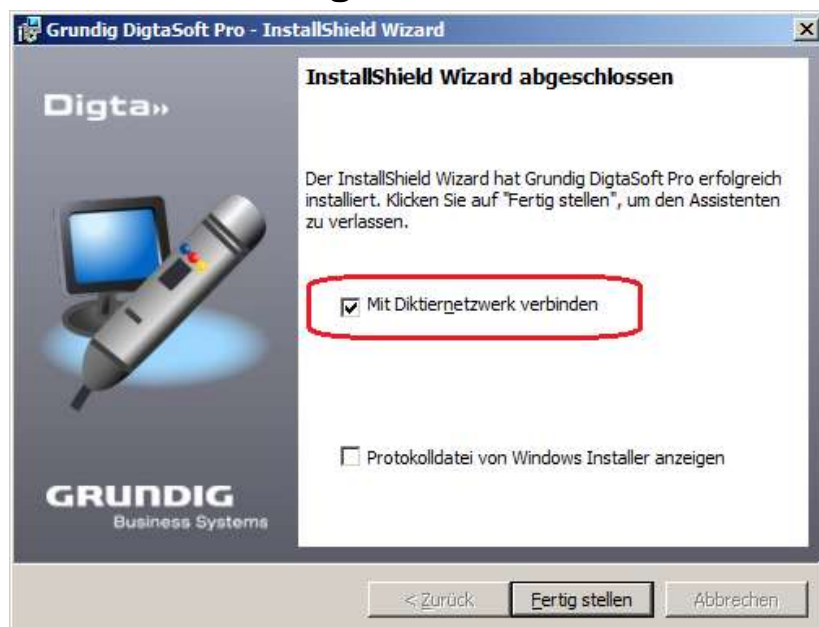 Grundig DigtaSoft Pro - InstallShield Wizard
Digta»
InstallShield Wizard abgeschlossen
Der InstallShield Wizard hat Grundig DigtaSoft Pro erfolgreich
installiert. Klicken Sie auf "Fertig stellen", um den Assistenten
zu verlassen.
Mit Diktiernetzwerk verbinden
Protokolldatei von Windows Installer anzeigen
GRUNDIG
Business Systems
< Zurück
Fertig stellen
Abbrechen